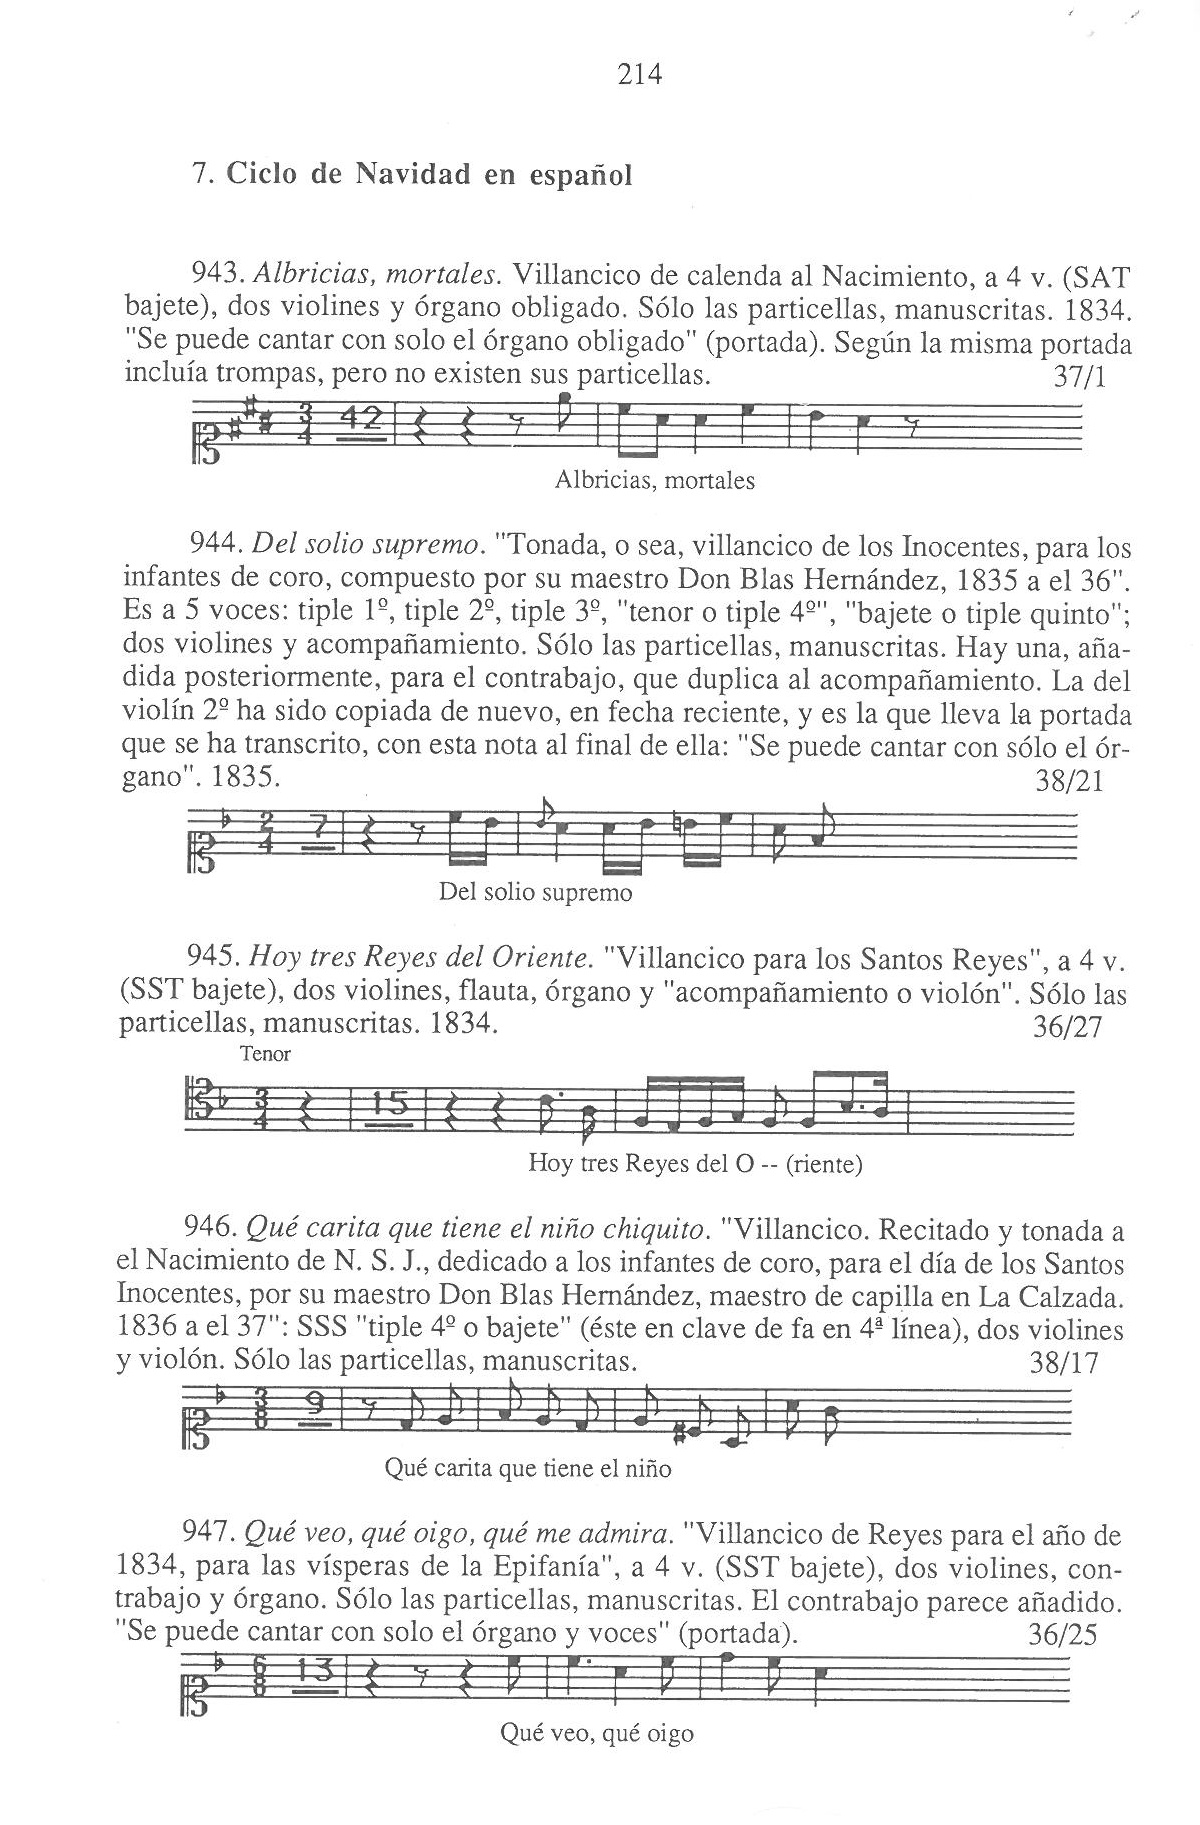 214
7. Ciclo de Navidad en español
943. Albricias, mortales. Villancico de calenda al Nacimiento, a 4 v. (SAT
bajete), dos violines y órgano obligado. Sólo las particellas, manuscritas. 1834.
"Se puede cantar con solo el órgano obligado" (portada). Según la misma portada
incluía trompas, pero no existen sus particellas. 37/1
3/4 42
Albricias, mortales
944. Del solio supremo. "Tonada, o sea, villancico de los Inocentes, para los
infantes de coro, compuesto por su maestro Don Blas Hernández, 1835 a el 36".
Es a 5 voces: tiple 1º, tiple 2º, tiple 3º, "tenor o tiple 4º", "bajete o tiple quinto";
dos violines y acompañamiento. Sólo las particellas, manuscritas. Hay una, aña-
dida posteriormente, para el contrabajo, que duplica al acompañamiento. La del
violín 2º ha sido copiada de nuevo, en fecha reciente, y es la que lleva la portada
que se ha transcrito, con esta nota al final de ella: "Se puede cantar con sólo el ór-
gano". 1835. 38/21
2/4 7
Del solio supremo
945. Hoy tres Reyes del Oriente. "Villancico para los Santos Reyes", a 4 v.
(SST bajete), dos violines, flauta, órgano y "acompañamiento o violón". Sólo las
particellas, manuscritas. 1834. 36/27
Tenor
3/4 15
Hoy tres Reyes del O -- (riente)
946. Qué carita que tiene el niño chiquito. "Villancico. Recitado y tonada a
el Nacimiento de N. S. J., dedicado a los infantes de coro, para el día de los Santos
Inocentes, por su maestro Don Blas Hernández, maestro de capilla en La Calzada.
1836 a el 37": SSS "tiple 4º o bajete" (éste en clave de fa en 4ª línea), dos violines
y violón. Sólo las particellas, manuscritas. 38/17
3/8 9
Qué carita que tiene el niño
947. Qué veo, qué oigo, qué me admira. "Villancico de Reyes para el año de
1834, para las vísperas de la Epifanía", a 4 v. (SST bajete), dos violines, con-
trabajo y órgano. Sólo las particellas, manuscritas. El contrabajo parece añadido.
"Se puede cantar con solo el órgano y voces" (portada). 36/25
6/8 13
Qué veo, qué oigo